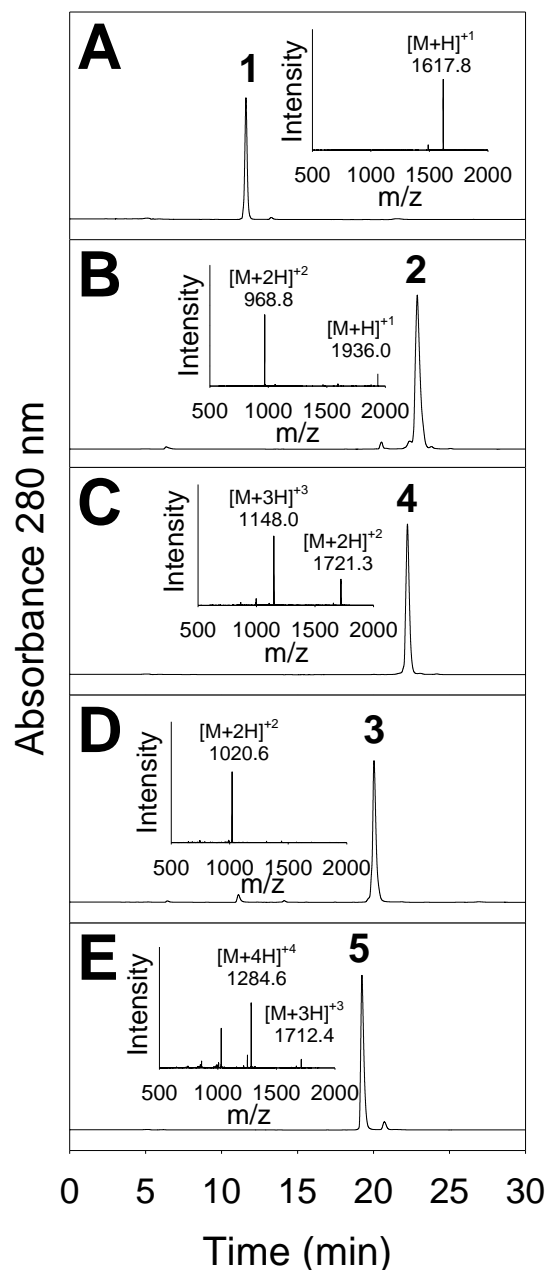 Absorbance 280 nm
A
1
Intensity
[M+H]+1
1617.8
500 1000 1500 2000
m/z
B
2
Intensity
[M+2H]+2
968.8
[M+H]+1
1936.0
500 1000 1500 2000
m/z
C
4
Intensity
[M+3H]+3
1148.0
[M+2H]+2
1721.3
500 1000 1500 2000
m/z
D
3
Intensity
[M+2H]+2
1020.6
500 1000 1500 2000
m/z
E
5
Intensity
[M+4H]+4
1284.6
[M+3H]+3
1712.4
500 1000 1500 2000
m/z
0 5 10 15 20 25 30
Time (min)